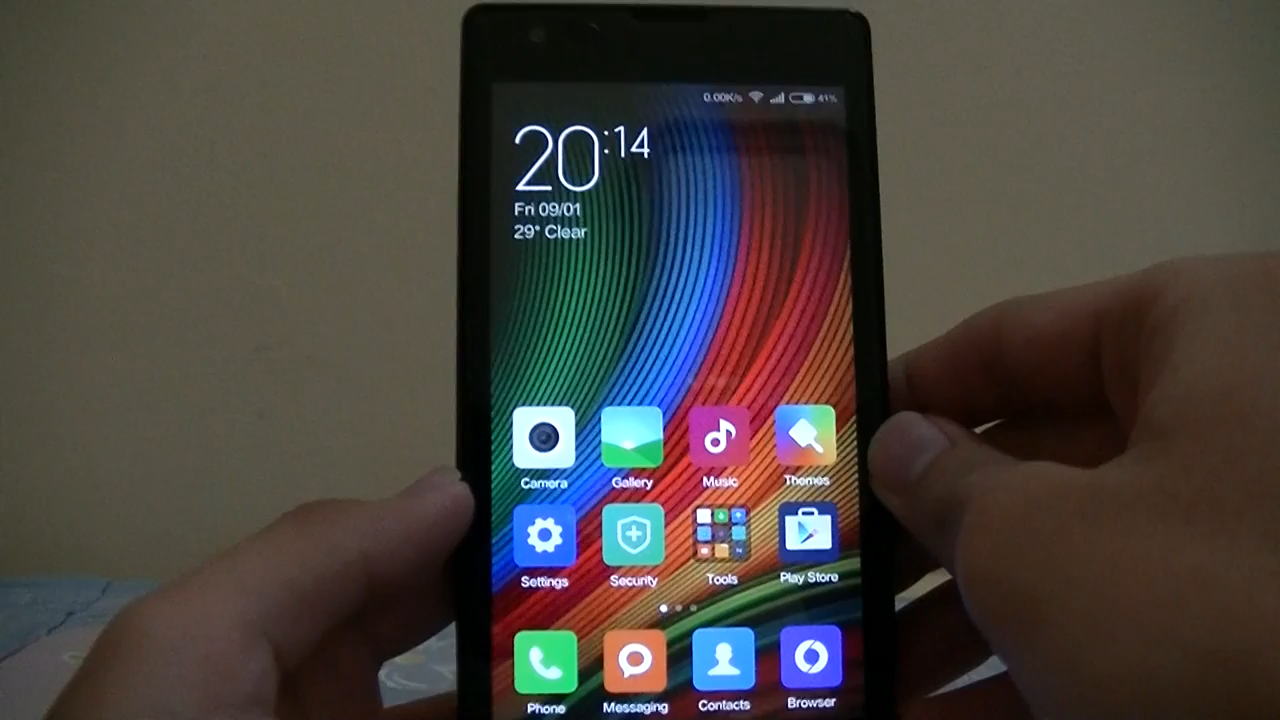 0.00K/s 41%
20:14
Fri 09/01
29° Clear
Camera Gallery Music Themes
Settings Security Tools Play Store
Phone Messaging Contacts Browser